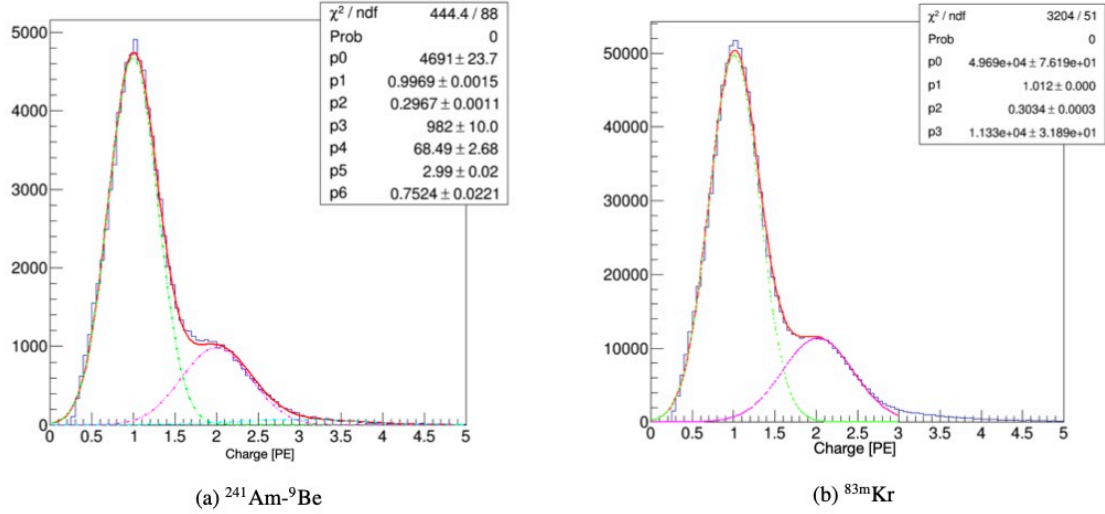 χ² / ndf 444.4 / 88
Prob 0
p0 4691 ± 23.7
p1 0.9969 ± 0.0015
p2 0.2967 ± 0.0011
p3 982 ± 10.0
p4 68.49 ± 2.68
p5 2.99 ± 0.02
p6 0.7524 ± 0.0221
5000
4000
3000
2000
1000
0
0 0.5 1 1.5 2 2.5 3 3.5 4 4.5 5
Charge [PE]
(a) ²⁴¹Am-⁹Be
χ² / ndf 3204 / 51
Prob 0
p0 4.969e+04 ± 7.619e+01
p1 1.012 ± 0.000
p2 0.3034 ± 0.0003
p3 1.133e+04 ± 3.189e+01
50000
40000
30000
20000
10000
0
0 0.5 1 1.5 2 2.5 3 3.5 4 4.5 5
Charge [PE]
(b) ⁸³ᵐKr